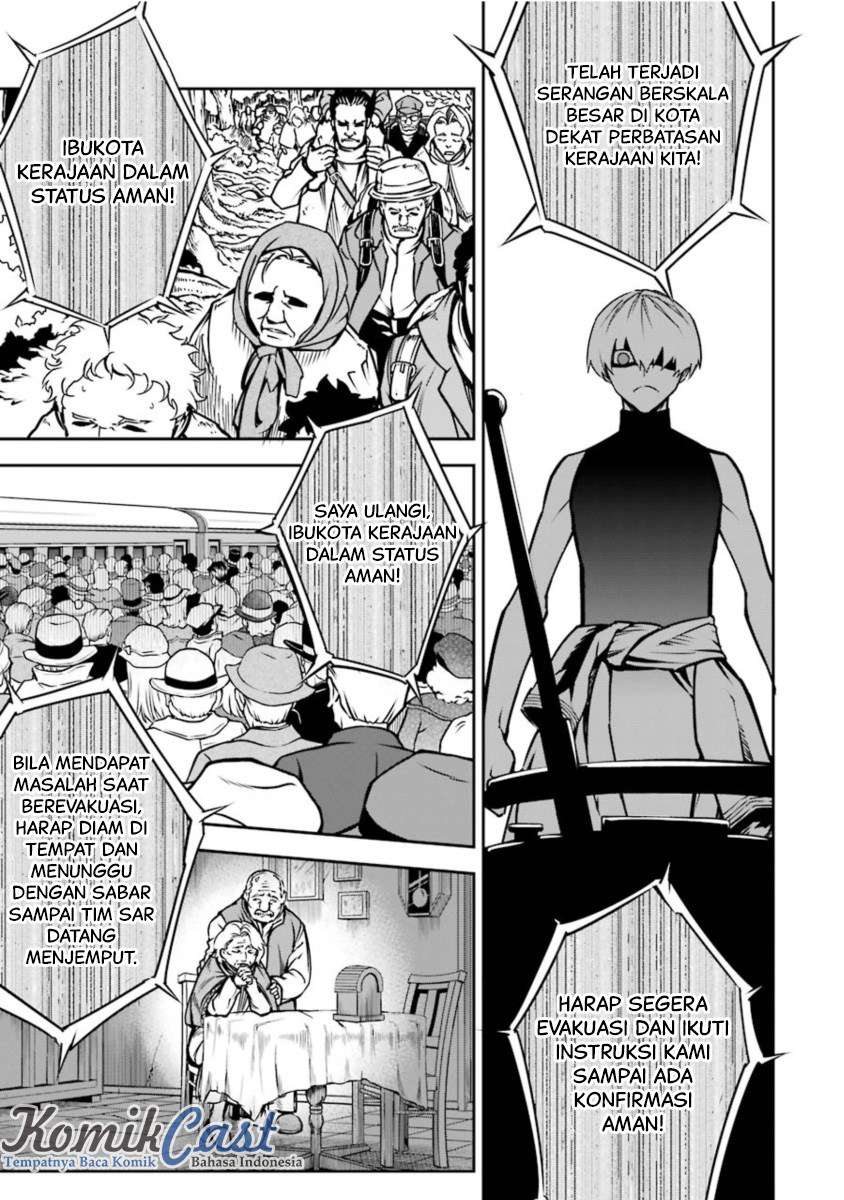 TELAH TERJADI
SERANGAN BERSKALA
BESAR DI KOTA
DEKAT PERBATASAN
KERAJAAN KITA!
HARAP SEGERA
EVAKUASI DAN IKUTI
INSTRUKSI KAMI
SAMPAI ADA
KONFIRMASI
AMAN!
IBUKOTA
KERAJAAN DALAM
STATUS AMAN!
SAYA ULANGI,
IBUKOTA KERAJAAN
DALAM STATUS
AMAN!
BILA MENDAPAT
MASALAH SAAT
BEREVAKUASI,
HARAP DIAM DI
TEMPAT DAN
MENUNGGU
DENGAN SABAR
SAMPAI TIM SAR
DATANG
MENJEMPUT.
KomikCast
Tempatnya Baca Komik Bahasa Indonesia